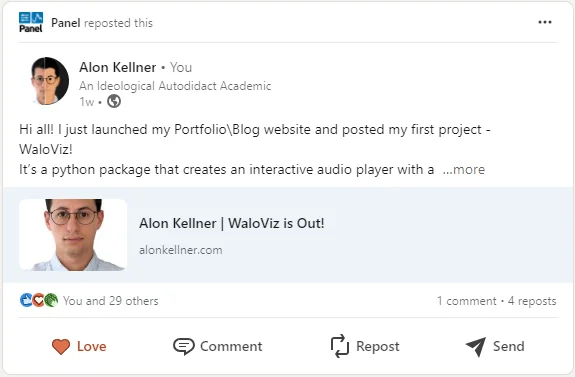 Panel
Panel reposted this
Alon Kellner • You
An Ideological Autodidact Academic
1w •
Hi all! I just launched my Portfolio\Blog website and posted my first project -
WaloViz!
It's a python package that creates an interactive audio player with a ...more
Alon Kellner | WaloViz is Out!
alonkellner.com
You and 29 others
1 comment • 4 reposts
Love
Comment
Repost
Send